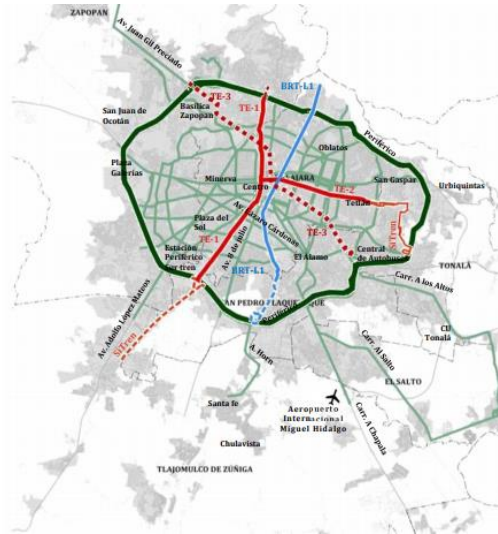 ZAPOPAN
Av. Juan Gil Preciado
TE-3
TE-1
BRT-L1
San Juan de
Ocotán
Basílica
Zapopan
Periférico
Oblatos
Plaza
Galerías
Minerva
Centro
San Gaspar
Urbiquintas
TE-2
Tetlán
Plaza del
Sol
Av. Lázaro Cárdenas
Av. 8 de julio
TE-3
SiTren
TE-1
Estación
Periférico
Sur tren
El Álamo
Central
de Autobuses
TONALÁ
BRT-L1
Carr. A los Altos
SiTren
Av. Adolfo López Mateos
A. Horn
Carr. Al Salto
CU
Tonalá
EL SALTO
Santa fe
Aeropuerto
Internacional
Miguel Hidalgo
Carr. A Chapala
Chulavista
TLAJOMULCO DE ZÚÑIGA